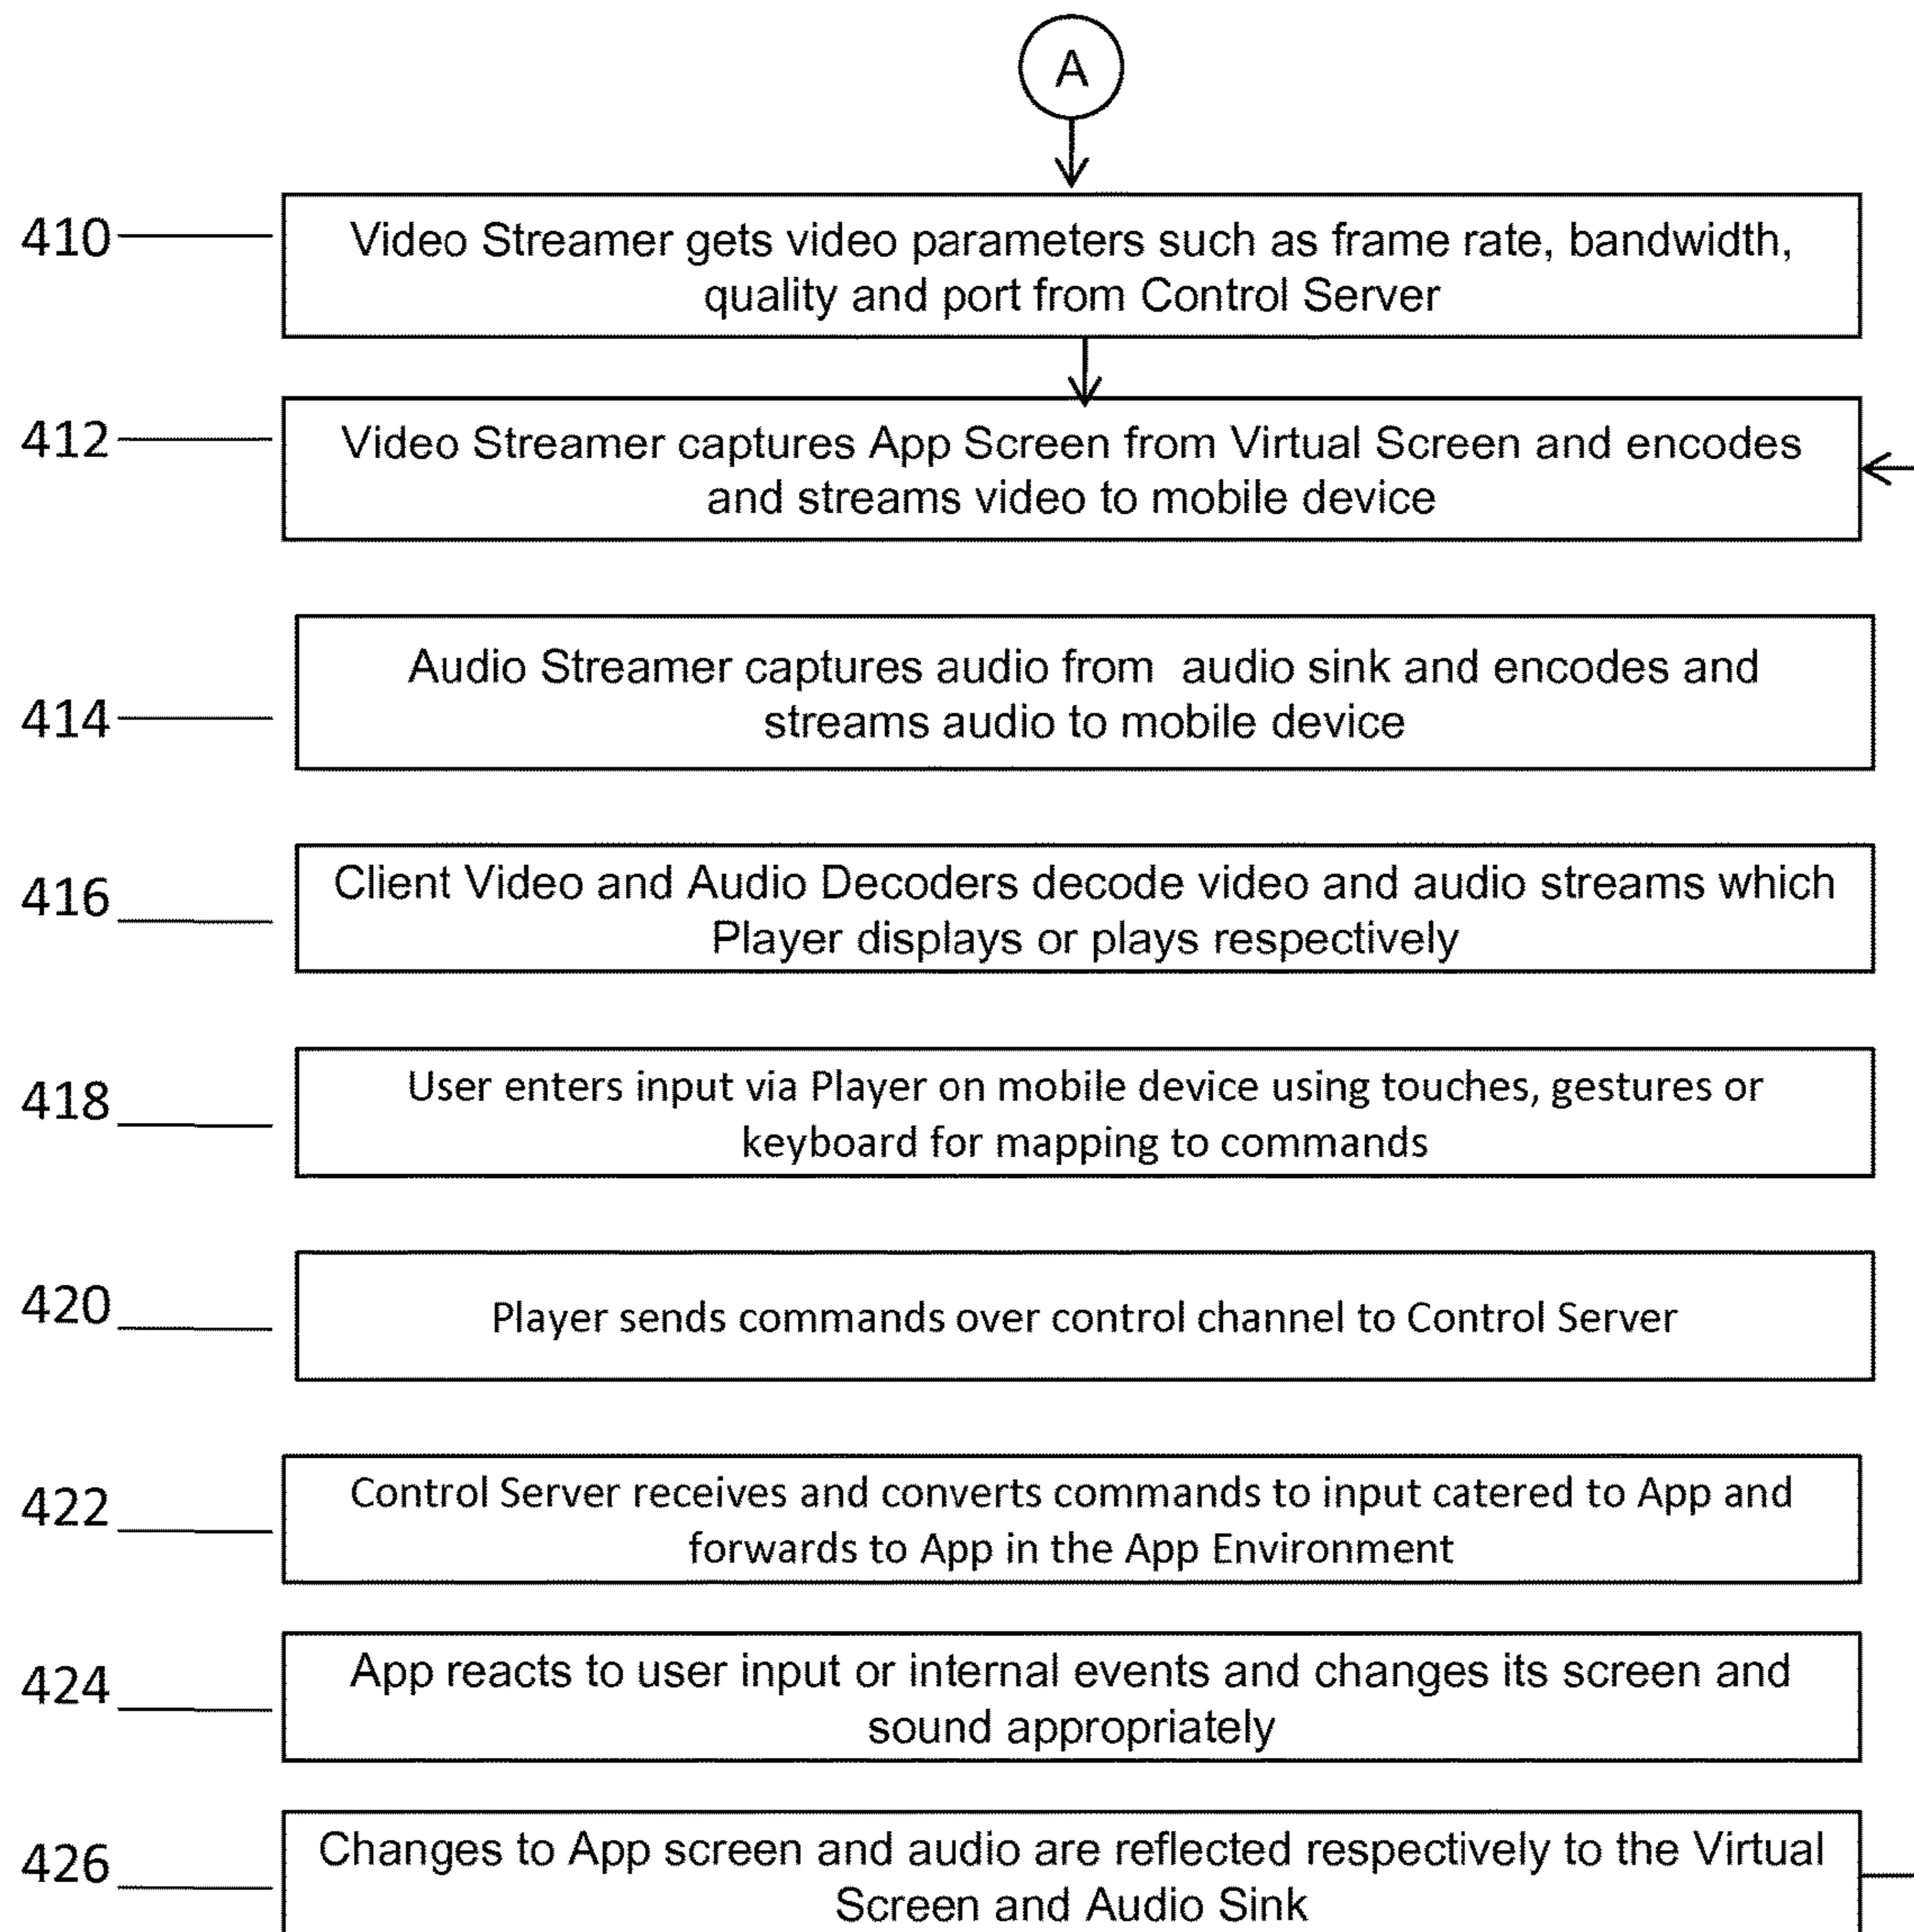 A
410
Video Streamer gets video parameters such as frame rate, bandwidth,
quality and port from Control Server
412
Video Streamer captures App Screen from Virtual Screen and encodes
and streams video to mobile device
414
Audio Streamer captures audio from audio sink and encodes and
streams audio to mobile device
416
Client Video and Audio Decoders decode video and audio streams which
Player displays or plays respectively
418
User enters input via Player on mobile device using touches, gestures or
keyboard for mapping to commands
420
Player sends commands over control channel to Control Server
422
Control Server receives and converts commands to input catered to App and
forwards to App in the App Environment
424
App reacts to user input or internal events and changes its screen and
sound appropriately
426
Changes to App screen and audio are reflected respectively to the Virtual
Screen and Audio Sink